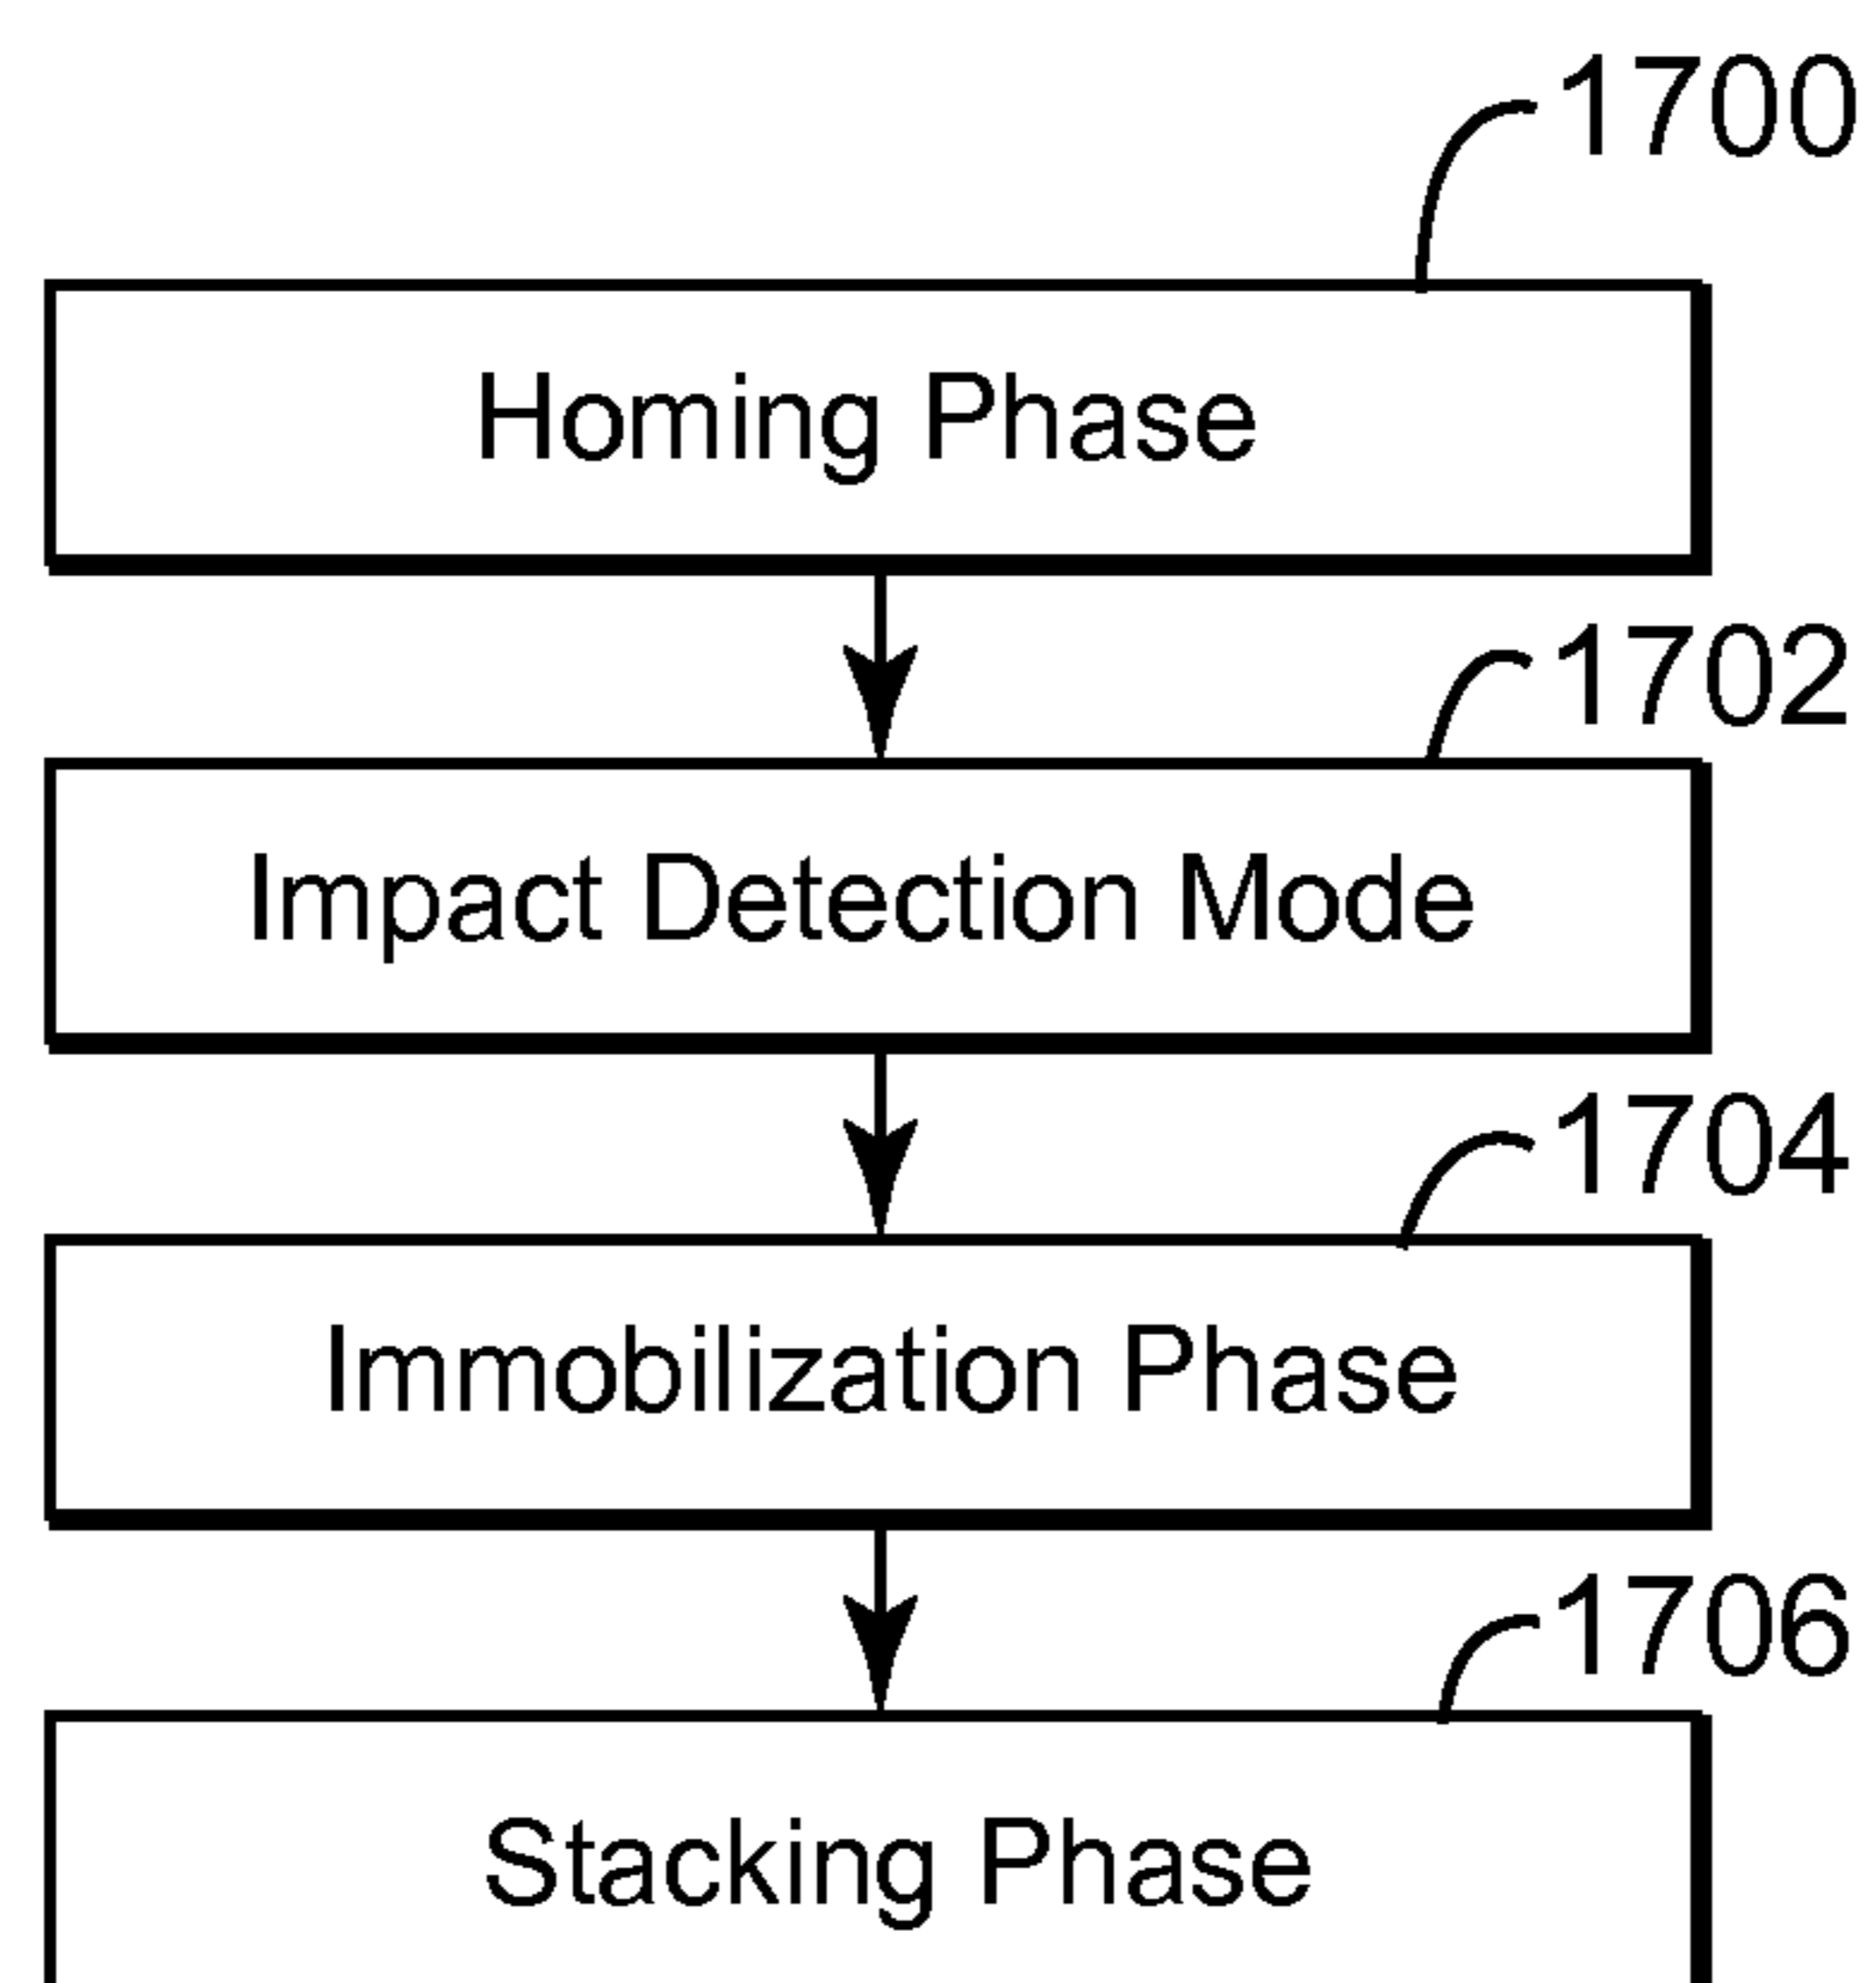 1700
Homing Phase
1702
Impact Detection Mode
1704
Immobilization Phase
1706
Stacking Phase